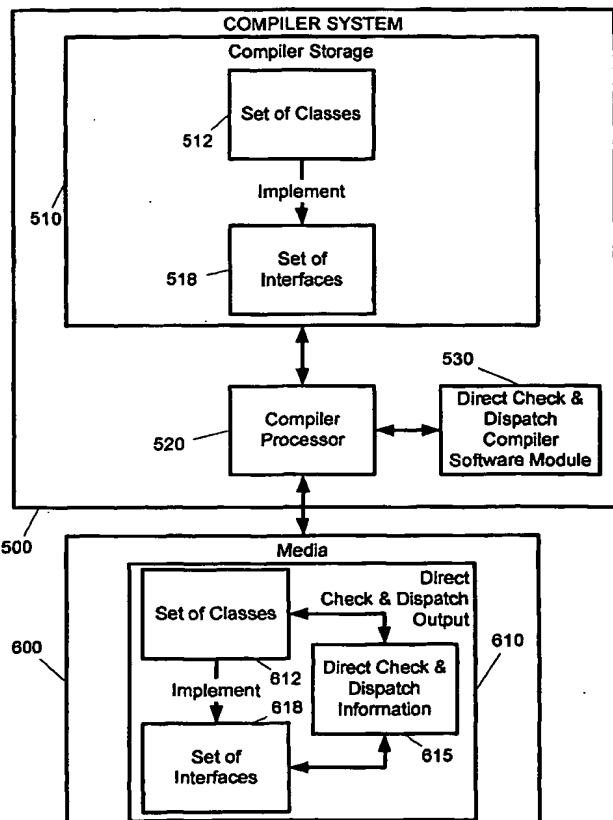 COMPILER SYSTEM
Compiler Storage
Set of Classes
512
Implement
510
Set of
Interfaces
518
530
Compiler
Processor
520
Direct Check &
Dispatch
Compiler
Software Module
500
Media
Direct
Check & Dispatch
Output
Set of Classes
600
610
612
Implement
618
Direct Check &
Dispatch
Information
Set of
Interfaces
615